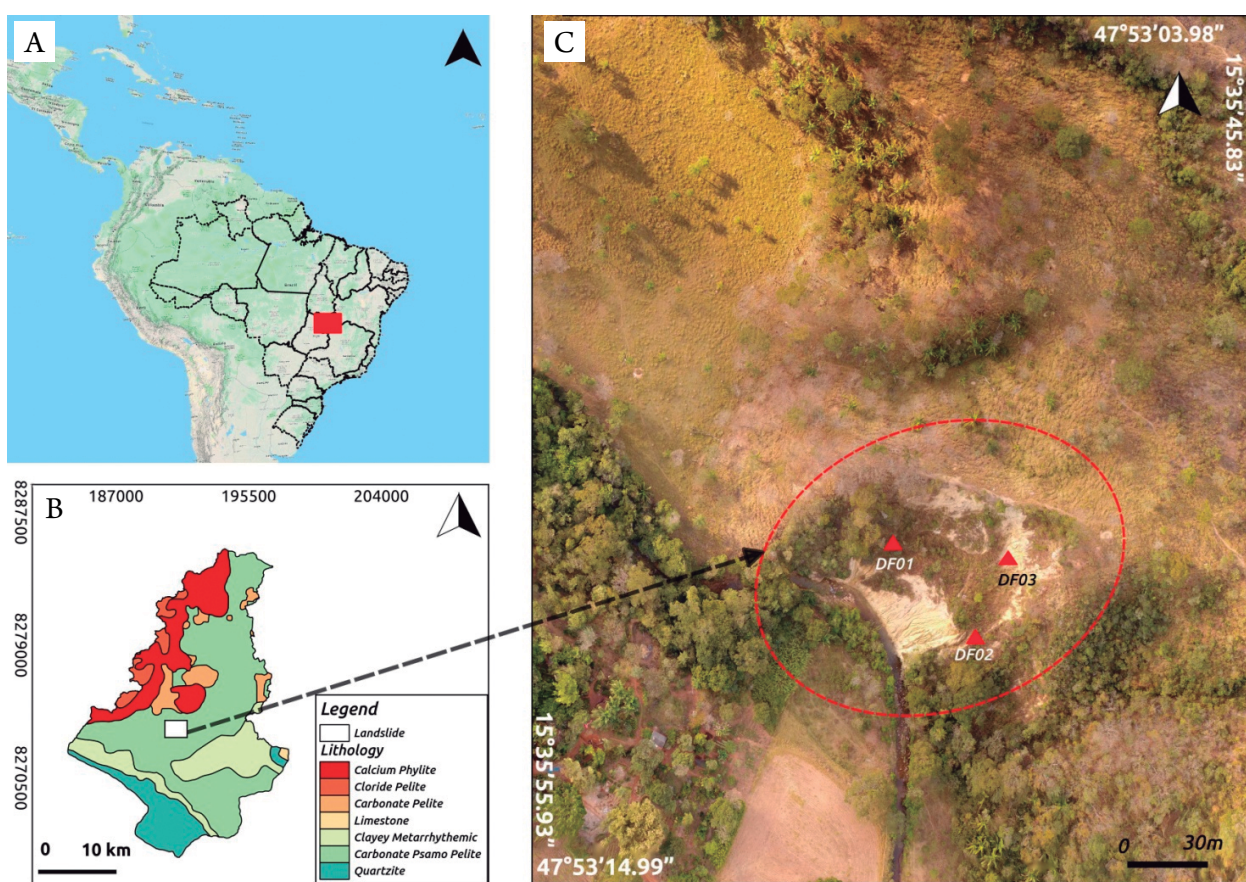 A
B
187000
195500
204000
8287500
8279000
8270500
Legend
Landslide
Lithology
Calcium Phylite
Cloride Pelite
Carbonate Pelite
Limestone
Clayey Metarrhythemic
Carbonate Psamo Pelite
Quartzite
0 10 km
C
47°53'03.98"
15°35'45.83"
DF01
DF03
DF02
15°35'55.93"
47°53'14.99"
0 30m